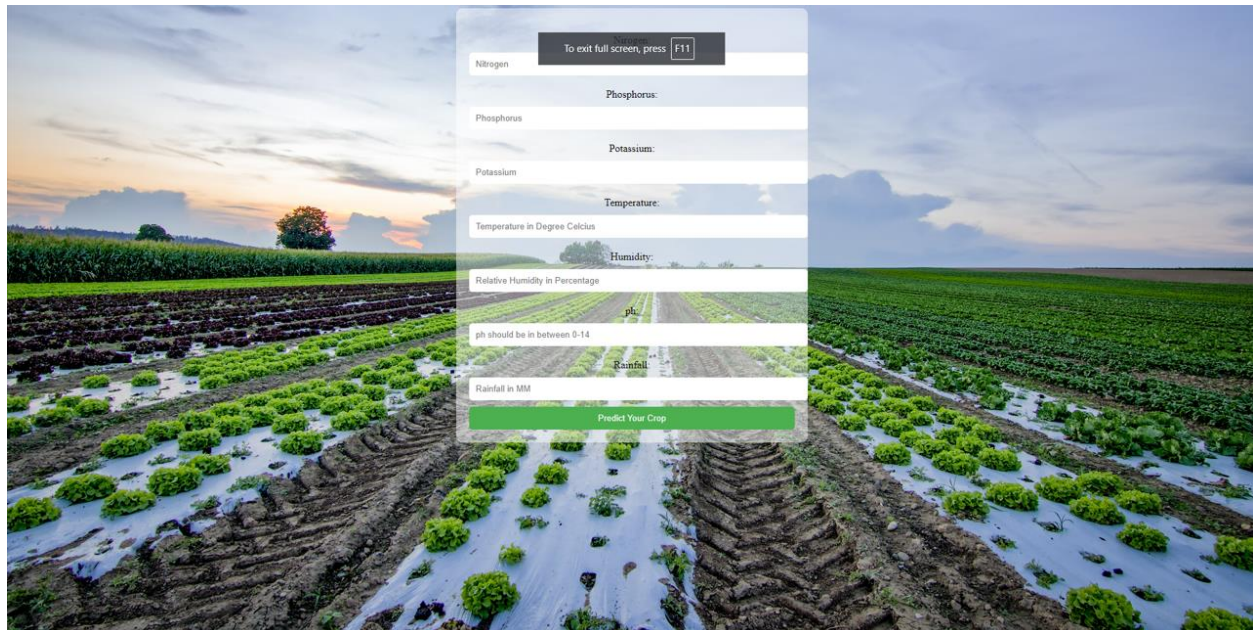 To exit full screen, press F11
Nitrogen
Phosphorus:
Phosphorus
Potassium:
Potassium
Temperature:
Temperature in Degree Celcius
Humidity:
Relative Humidity in Percentage
ph:
ph should be in between 0-14
Rainfall:
Rainfall in MM
Predict Your Crop